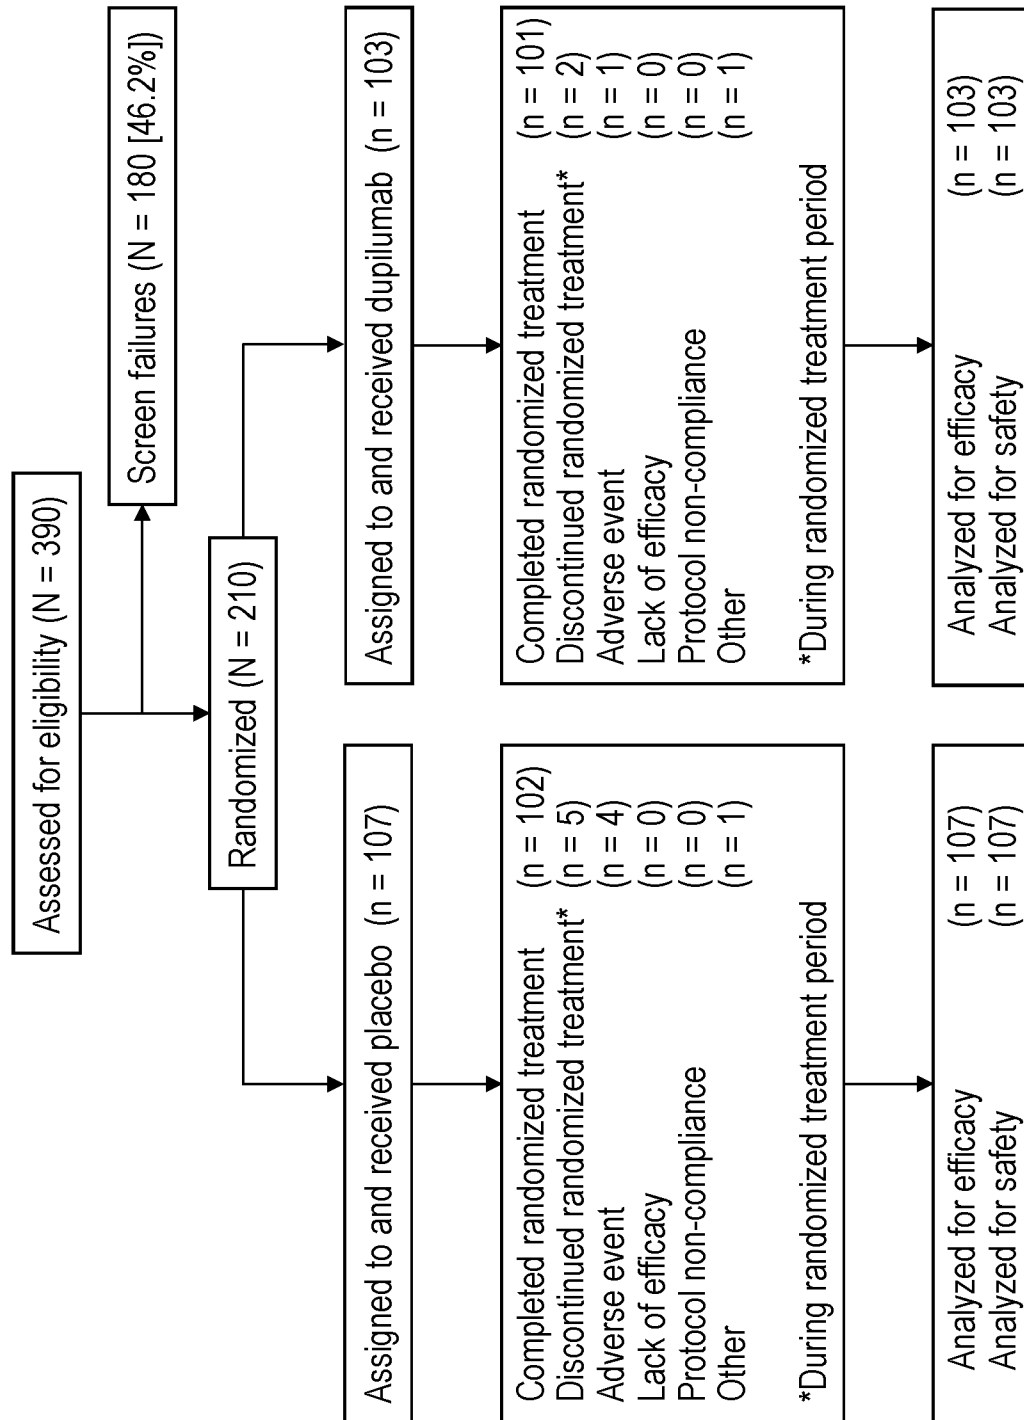 Assessed for eligibility (N = 390)
Screen failures (N = 180 [46.2%])
Randomized (N = 210)
Assigned to and received placebo (n = 107)
Completed randomized treatment (n = 102)
Discontinued randomized treatment* (n = 5)
Adverse event (n = 4)
Lack of efficacy (n = 0)
Protocol non-compliance (n = 0)
Other (n = 1)
*During randomized treatment period
Analyzed for efficacy (n = 107)
Analyzed for safety (n = 107)
Assigned to and received dupilumab (n = 103)
Completed randomized treatment (n = 101)
Discontinued randomized treatment* (n = 2)
Adverse event (n = 1)
Lack of efficacy (n = 0)
Protocol non-compliance (n = 0)
Other (n = 1)
*During randomized treatment period
Analyzed for efficacy (n = 103)
Analyzed for safety (n = 103)